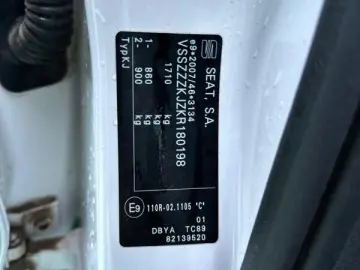 SEAT, S.A.
e9*2007/46*3134
VSSZZZKJZKR180198
1710 kg
1- 860 kg
2- 900 kg
TypKJ
E9 110R-02.1105 "C"
01
DBYA TC89
82139520